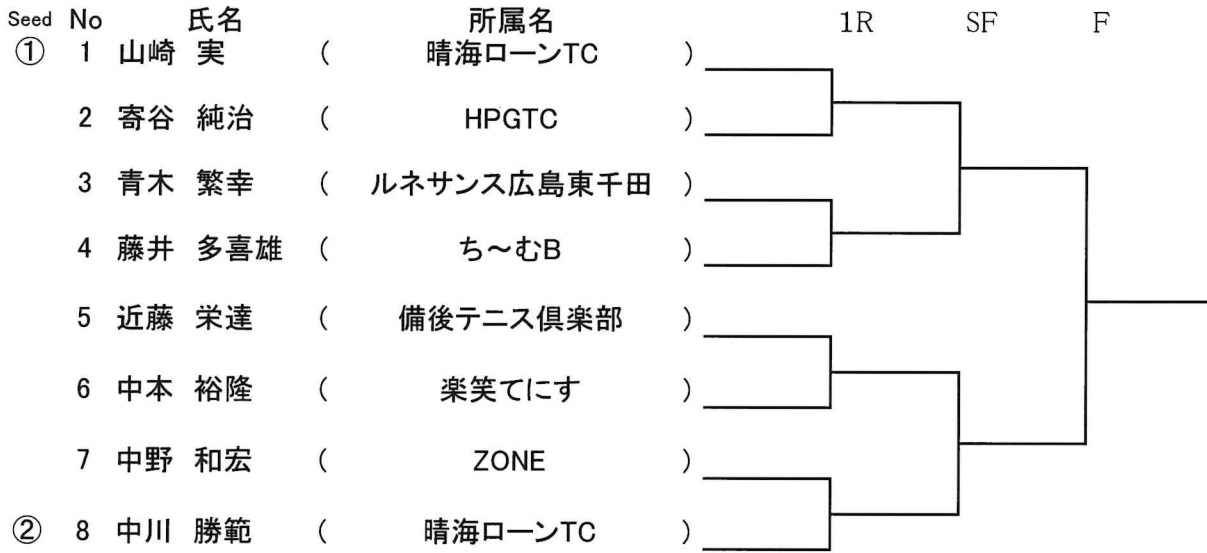 Seed No 氏名 所属名 1R SF F
① 1 山崎 実 ( 晴海ローンTC )
2 寄谷 純治 ( HPGTC )
3 青木 繁幸 ( ルネサンス広島東千田 )
4 藤井 多喜雄 ( ち～むB )
5 近藤 栄達 ( 備後テニス倶楽部 )
6 中本 裕隆 ( 楽笑てにす )
7 中野 和宏 ( ZONE )
② 8 中川 勝範 ( 晴海ローンTC )